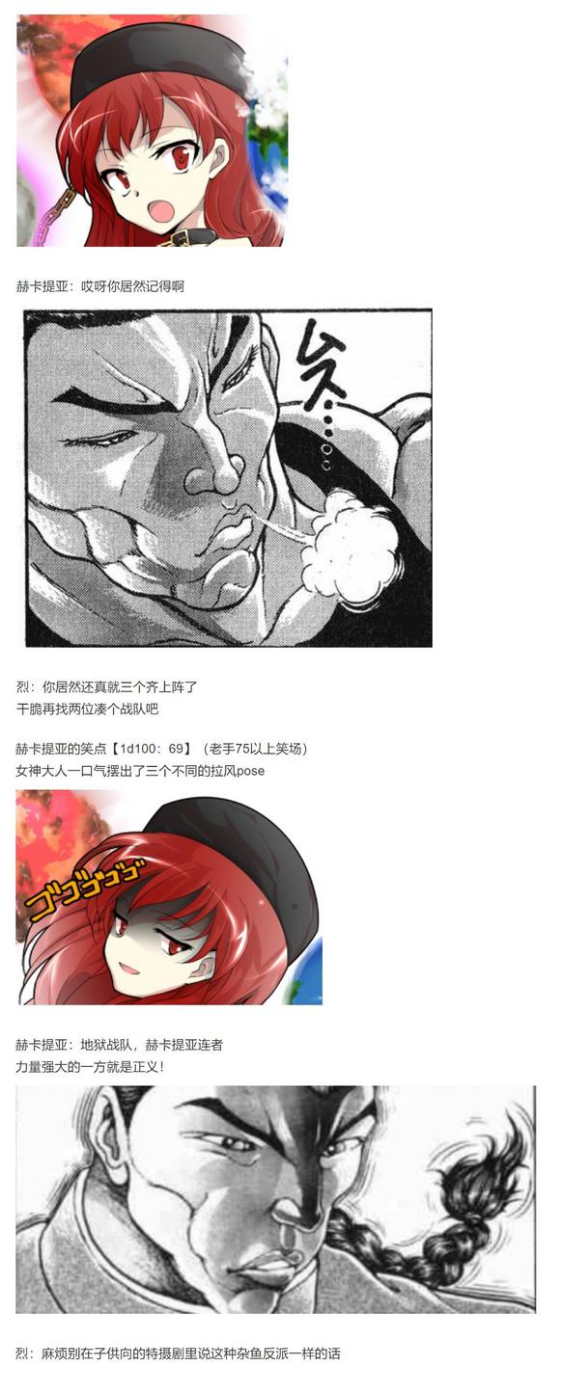 赫卡提亚：哎呀你居然记得啊
ムス…。。
烈：你居然还真就三个齐上阵了
干脆再找两位凑个战队吧
赫卡提亚的笑点【1d100：69】（老手75以上笑场）
女神大人一口气摆出了三个不同的拉风pose
ゴゴゴゴゴ
赫卡提亚：地狱战队，赫卡提亚连者
力量强大的一方就是正义！
烈：麻烦别在子供向的特摄剧里说这种杂鱼反派一样的话